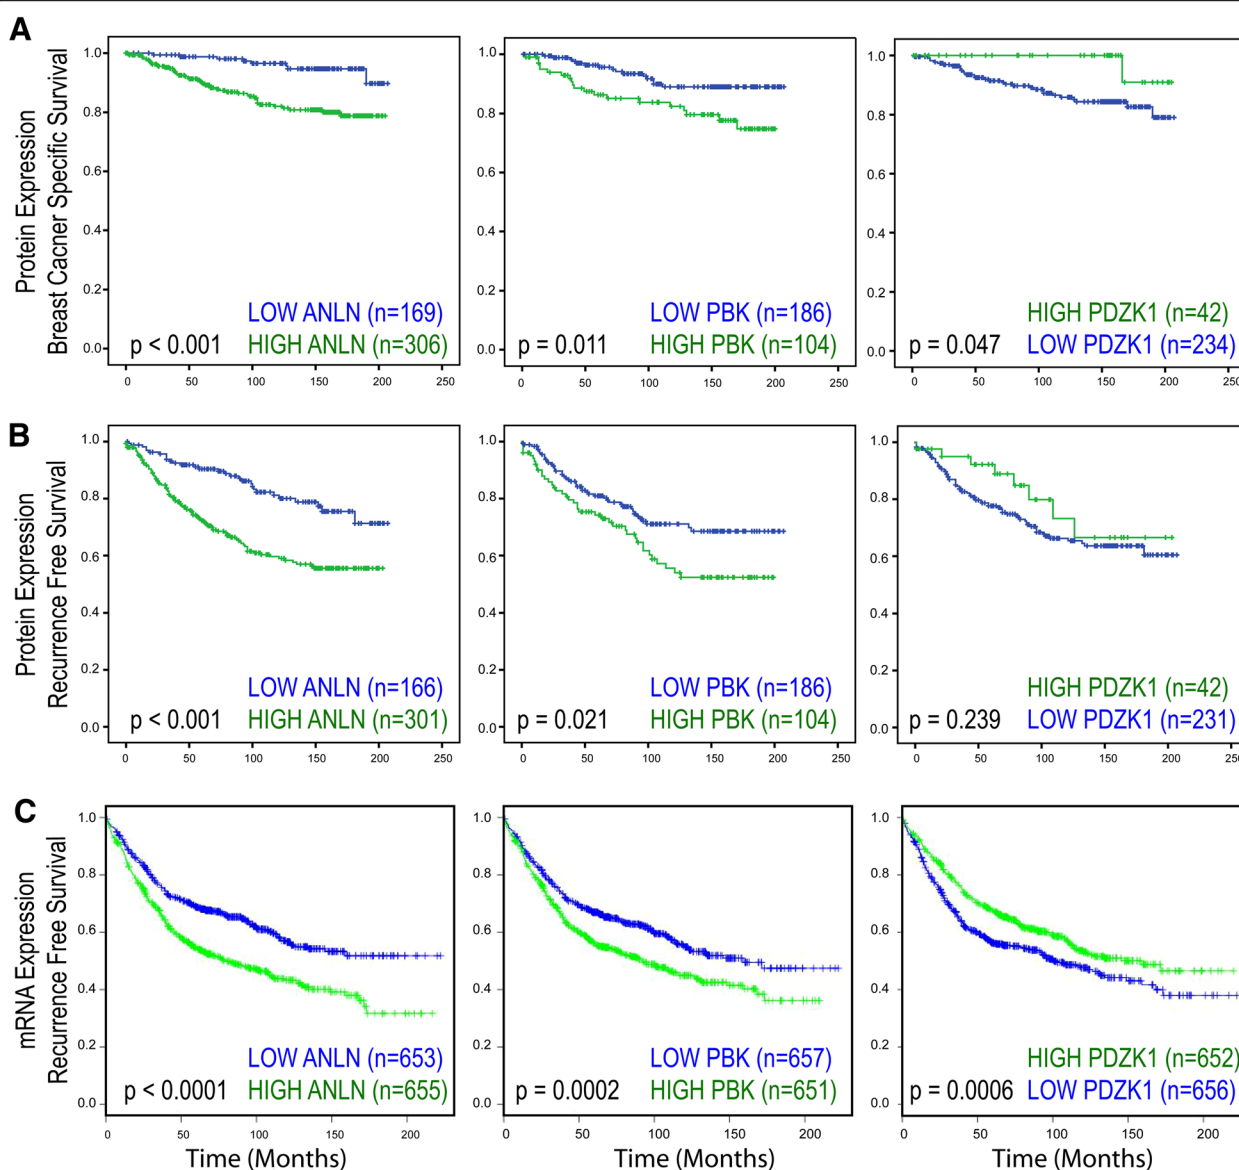 A
Protein Expression
Breast Cacner Specific Survival
1.0
0.8
0.6
0.4
0.2
0.0
LOW ANLN (n=169)
p < 0.001 HIGH ANLN (n=306)
0 50 100 150 200 250
1.0
0.8
0.6
0.4
0.2
0.0
LOW PBK (n=186)
p = 0.011 HIGH PBK (n=104)
0 50 100 150 200 250
1.0
0.8
0.6
0.4
0.2
0.0
HIGH PDZK1 (n=42)
p = 0.047 LOW PDZK1 (n=234)
0 50 100 150 200 250
B
Protein Expression
Recurrence Free Survival
1.0
0.8
0.6
0.4
0.2
0.0
LOW ANLN (n=166)
p < 0.001 HIGH ANLN (n=301)
0 50 100 150 200 250
1.0
0.8
0.6
0.4
0.2
0.0
LOW PBK (n=186)
p = 0.021 HIGH PBK (n=104)
0 50 100 150 200 250
1.0
0.8
0.6
0.4
0.2
0.0
HIGH PDZK1 (n=42)
p = 0.239 LOW PDZK1 (n=231)
0 50 100 150 200 250
C
mRNA Expression
Recurrence Free Survival
1.0
0.8
0.6
0.4
0.2
0.0
LOW ANLN (n=653)
p < 0.0001 HIGH ANLN (n=655)
0 50 100 150 200
Time (Months)
1.0
0.8
0.6
0.4
0.2
0.0
LOW PBK (n=657)
p = 0.0002 HIGH PBK (n=651)
0 50 100 150 200
Time (Months)
1.0
0.8
0.6
0.4
0.2
0.0
HIGH PDZK1 (n=652)
p = 0.0006 LOW PDZK1 (n=656)
0 50 100 150 200
Time (Months)